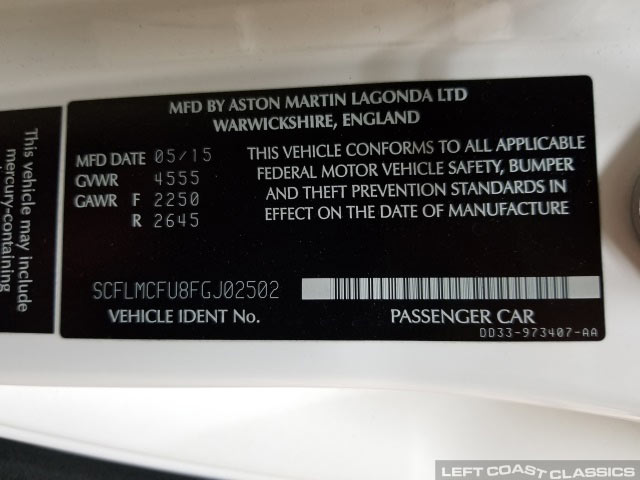 MFD BY ASTON MARTIN LAGONDA LTD
WARWICKSHIRE, ENGLAND
MFD DATE 05/15
GVWR 4555
GAWR F 2250
R 2645
THIS VEHICLE CONFORMS TO ALL APPLICABLE
FEDERAL MOTOR VEHICLE SAFETY, BUMPER
AND THEFT PREVENTION STANDARDS IN
EFFECT ON THE DATE OF MANUFACTURE
SCFLMCFU8FGJ02502
VEHICLE IDENT No.
PASSENGER CAR
DD33-973407-AA
This vehicle may include
mercury-containing
LEFT COAST CLASSICS